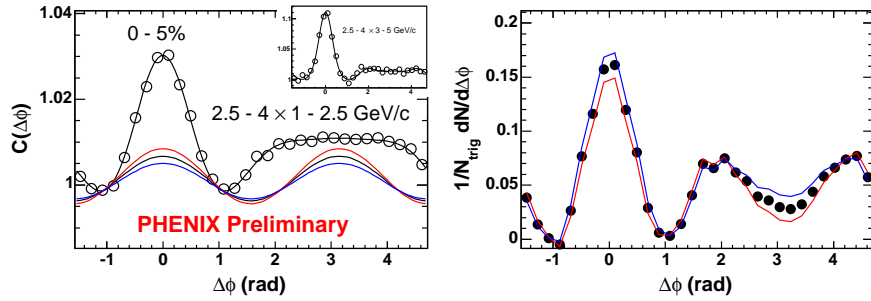 1.04
1.02
1
C(Δϕ)
0 - 5%
2.5 - 4 × 1 - 2.5 GeV/c
PHENIX Preliminary
-1 0 1 2 3 4
Δϕ (rad)
1.1
1.05
1
2.5 - 4 × 3 - 5 GeV/c
0 2 4
0.2
0.15
0.1
0.05
0
1/N_trig dN/dΔϕ
-1 0 1 2 3 4
Δϕ (rad)